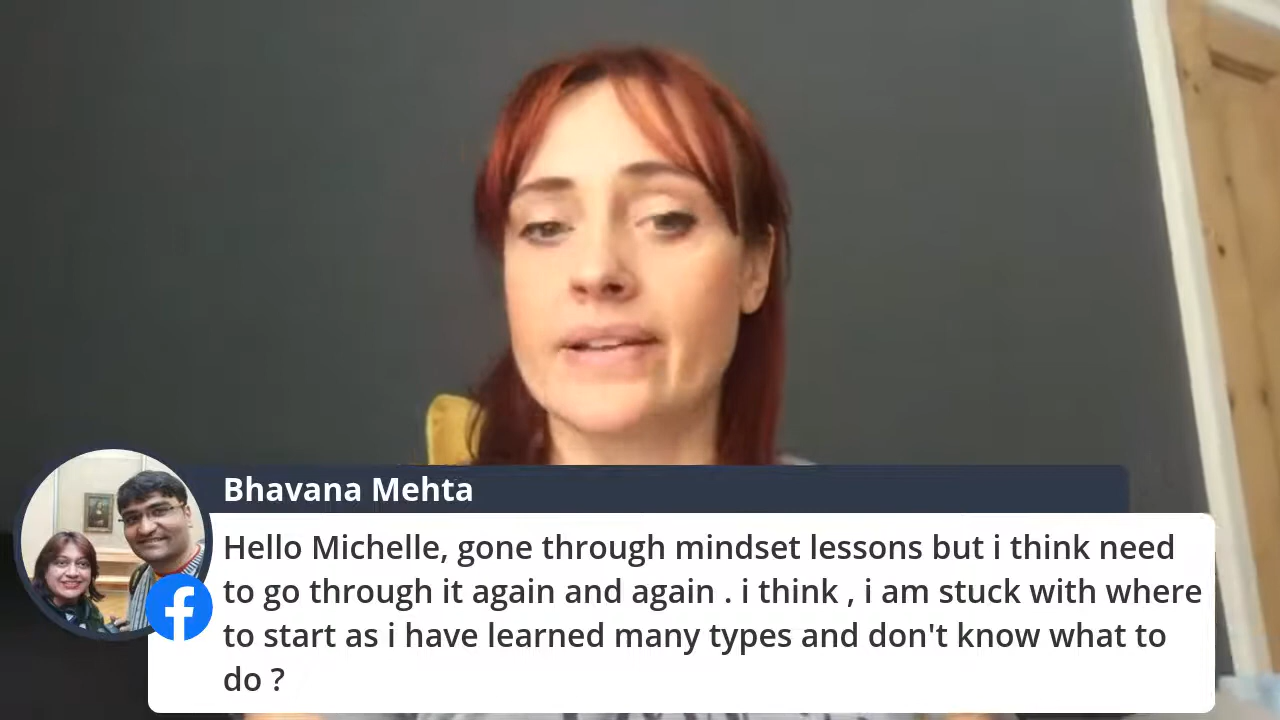 Bhavana Mehta
Hello Michelle, gone through mindset lessons but i think need
to go through it again and again . i think , i am stuck with where
to start as i have learned many types and don't know what to
do ?